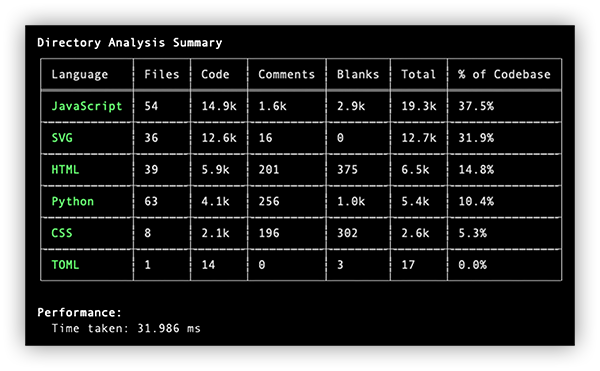 Directory Analysis Summary
Language Files Code Comments Blanks Total % of Codebase
JavaScript 54 14.9k 1.6k 2.9k 19.3k 37.5%
SVG 36 12.6k 16 0 12.7k 31.9%
HTML 39 5.9k 201 375 6.5k 14.8%
Python 63 4.1k 256 1.0k 5.4k 10.4%
CSS 8 2.1k 196 302 2.6k 5.3%
TOML 1 14 0 3 17 0.0%
Performance:
Time taken: 31.986 ms